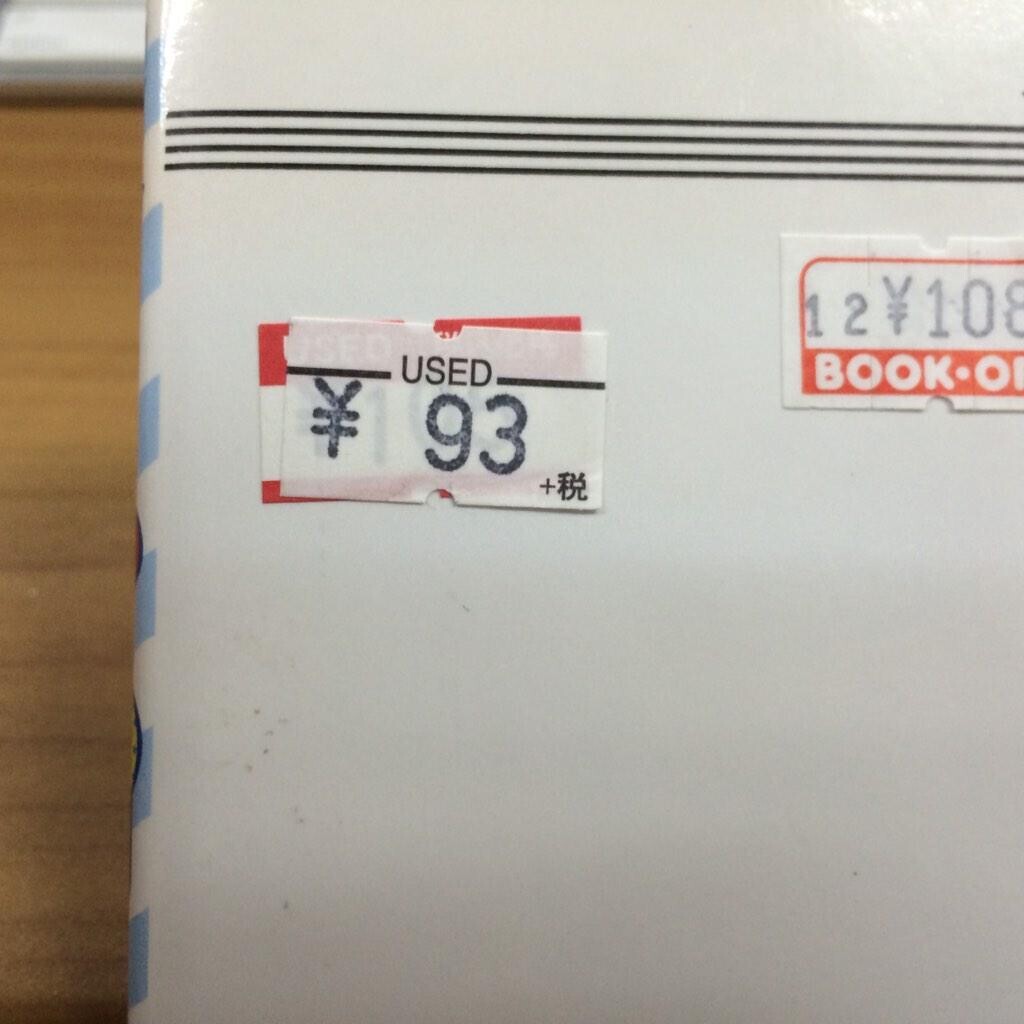 USED
¥ 93
+税
12 ¥108
BOOK•O